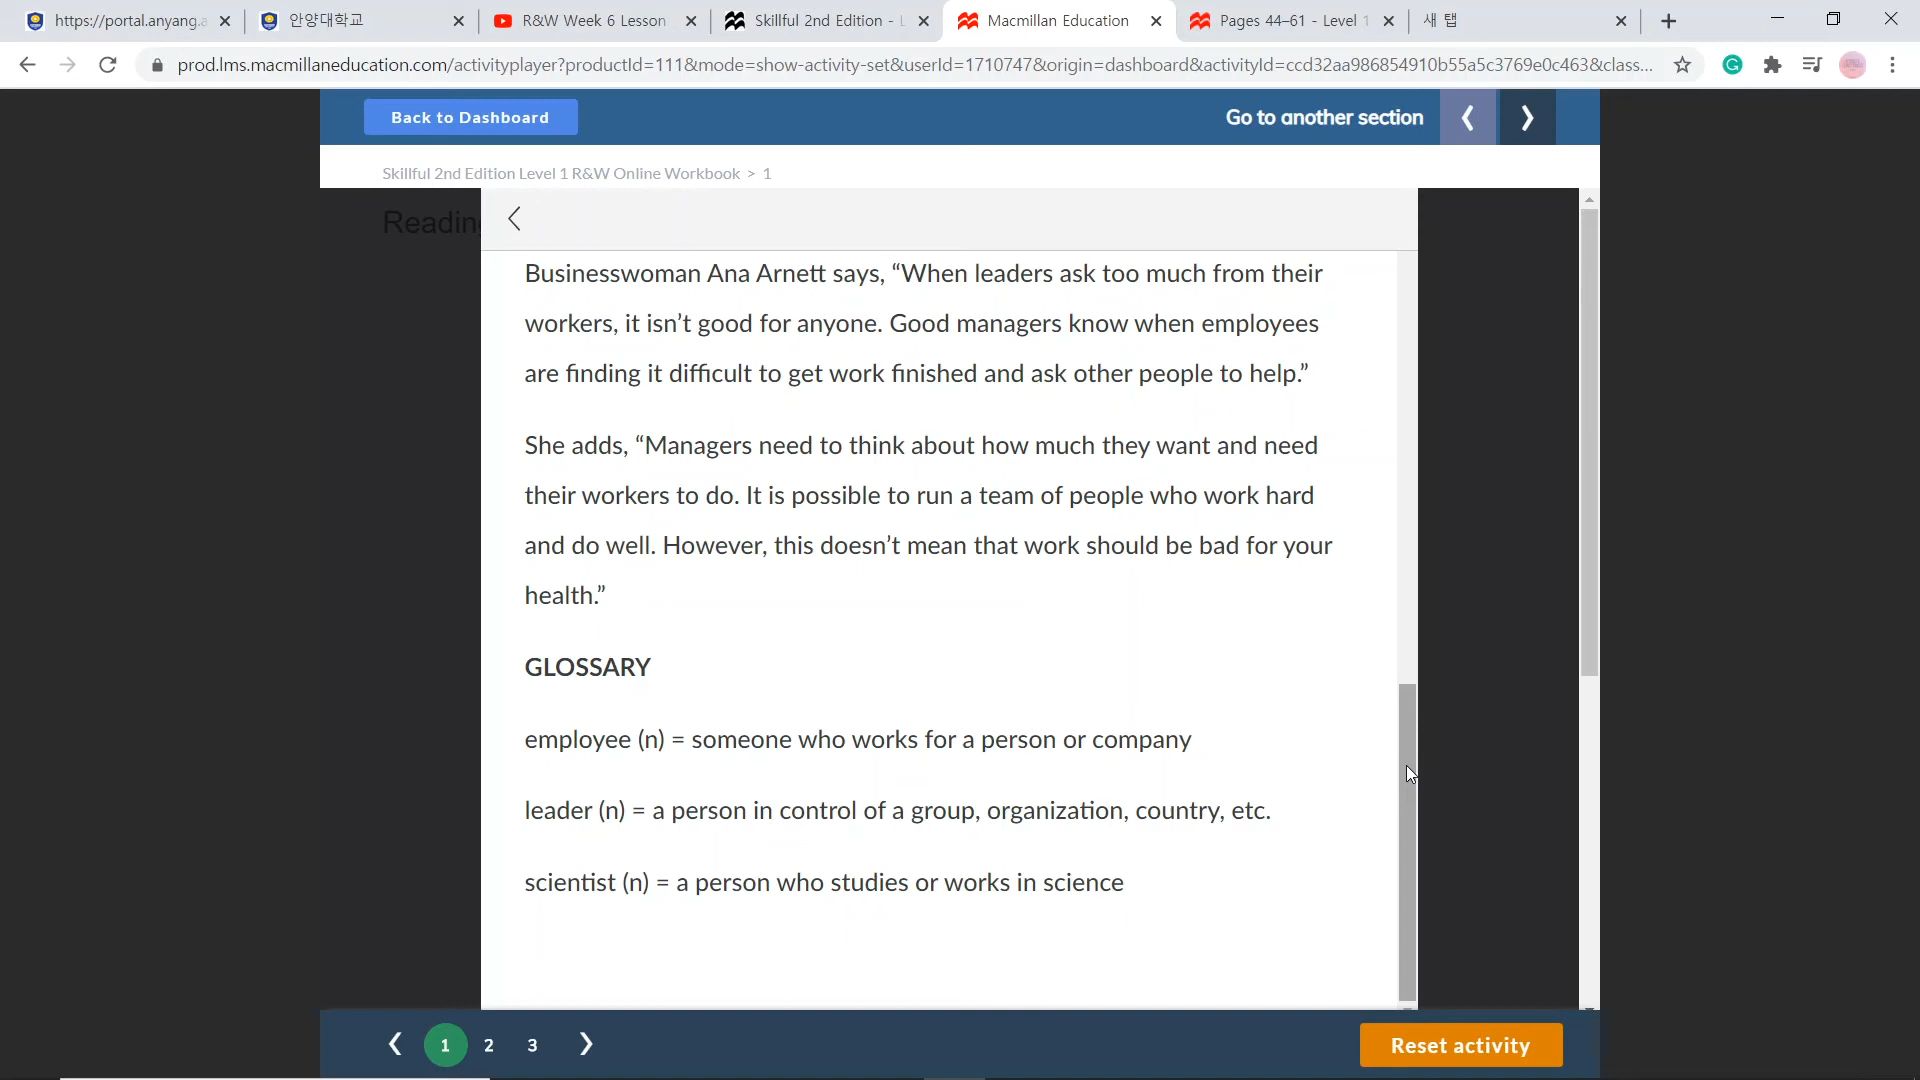 https://portal.anyang.a
안양대학교
R&W Week 6 Lesson
Skillful 2nd Edition - L
Macmillan Education
Pages 44–61 - Level 1
새 탭
prod.lms.macmillaneducation.com/activityplayer?productId=111&mode=show-activity-set&userId=1710747&origin=dashboard&activityId=ccd32aa986854910b55a5c3769e0c463&class...
Back to Dashboard
Go to another section
Skillful 2nd Edition Level 1 R&W Online Workbook > 1
Reading
Businesswoman Ana Arnett says, “When leaders ask too much from their
workers, it isn’t good for anyone. Good managers know when employees
are finding it difficult to get work finished and ask other people to help.”
She adds, “Managers need to think about how much they want and need
their workers to do. It is possible to run a team of people who work hard
and do well. However, this doesn’t mean that work should be bad for your
health.”
GLOSSARY
employee (n) = someone who works for a person or company
leader (n) = a person in control of a group, organization, country, etc.
scientist (n) = a person who studies or works in science
1 2 3
Reset activity